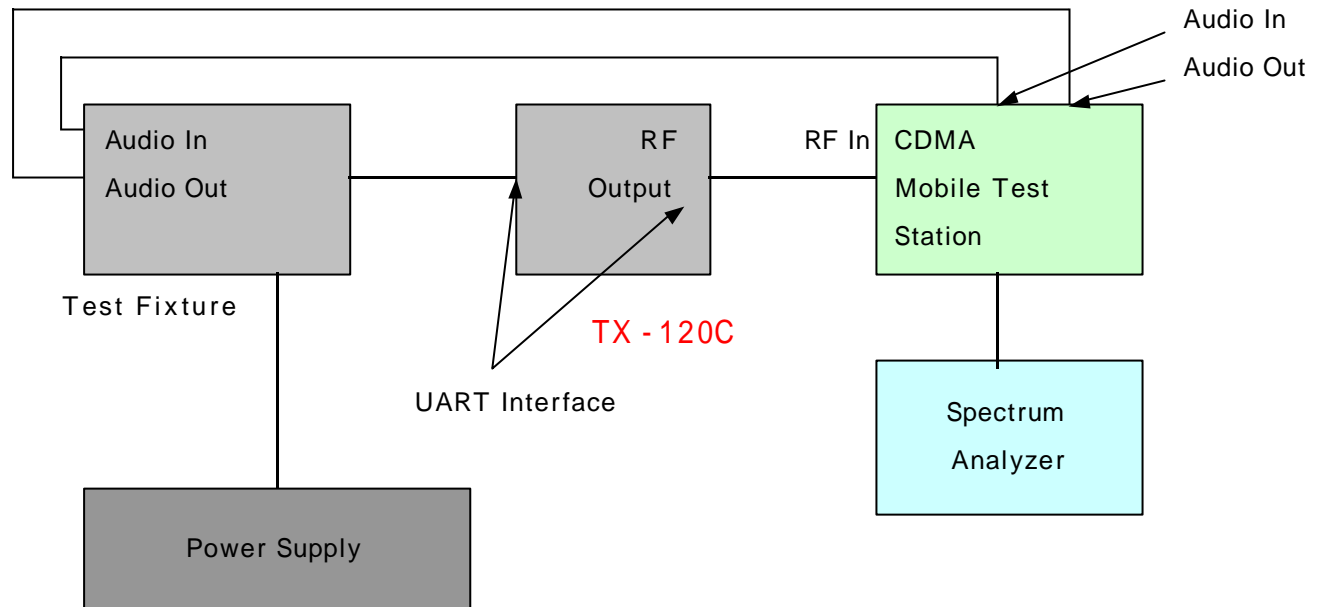 Audio In
Audio Out
Audio In
Audio Out
RF
Output
RF In
CDMA
Mobile Test
Station
Test Fixture
TX - 120C
UART Interface
Spectrum
Analyzer
Power Supply